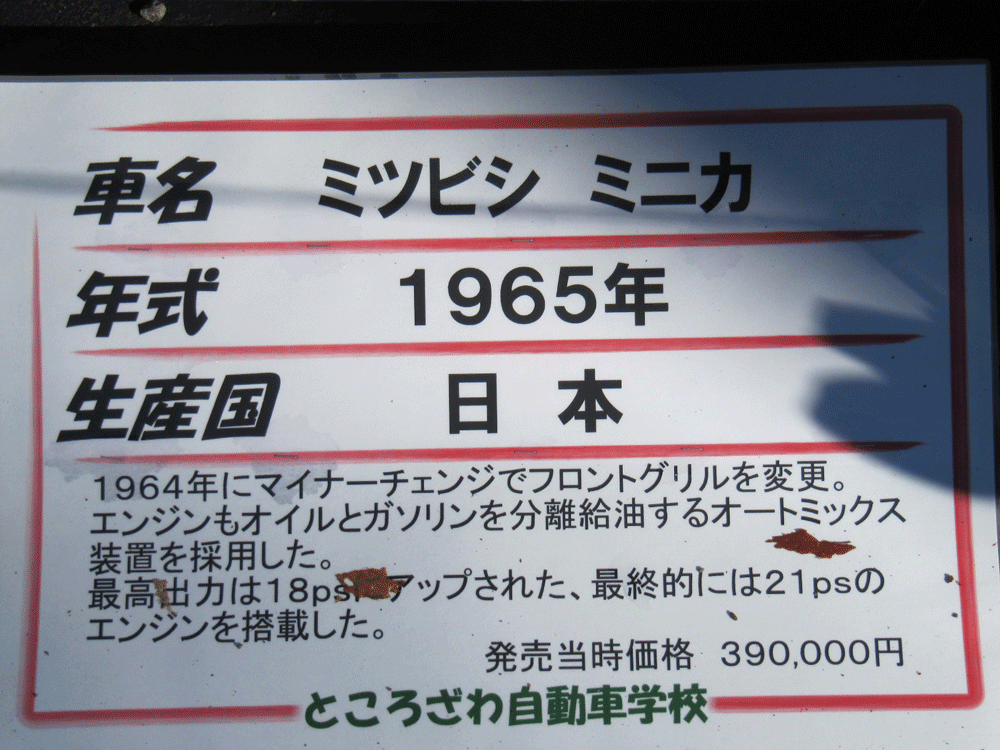 車名 ミツビシ ミニカ
年式 1965年
生産国 日 本
1964年にマイナーチェンジでフロントグリルを変更。
エンジンもオイルとガソリンを分離給油するオートミックス
装置を採用した。
最高出力は18psにアップされた、最終的には21psの
エンジンを搭載した。
発売当時価格 390,000円
ところざわ自動車学校